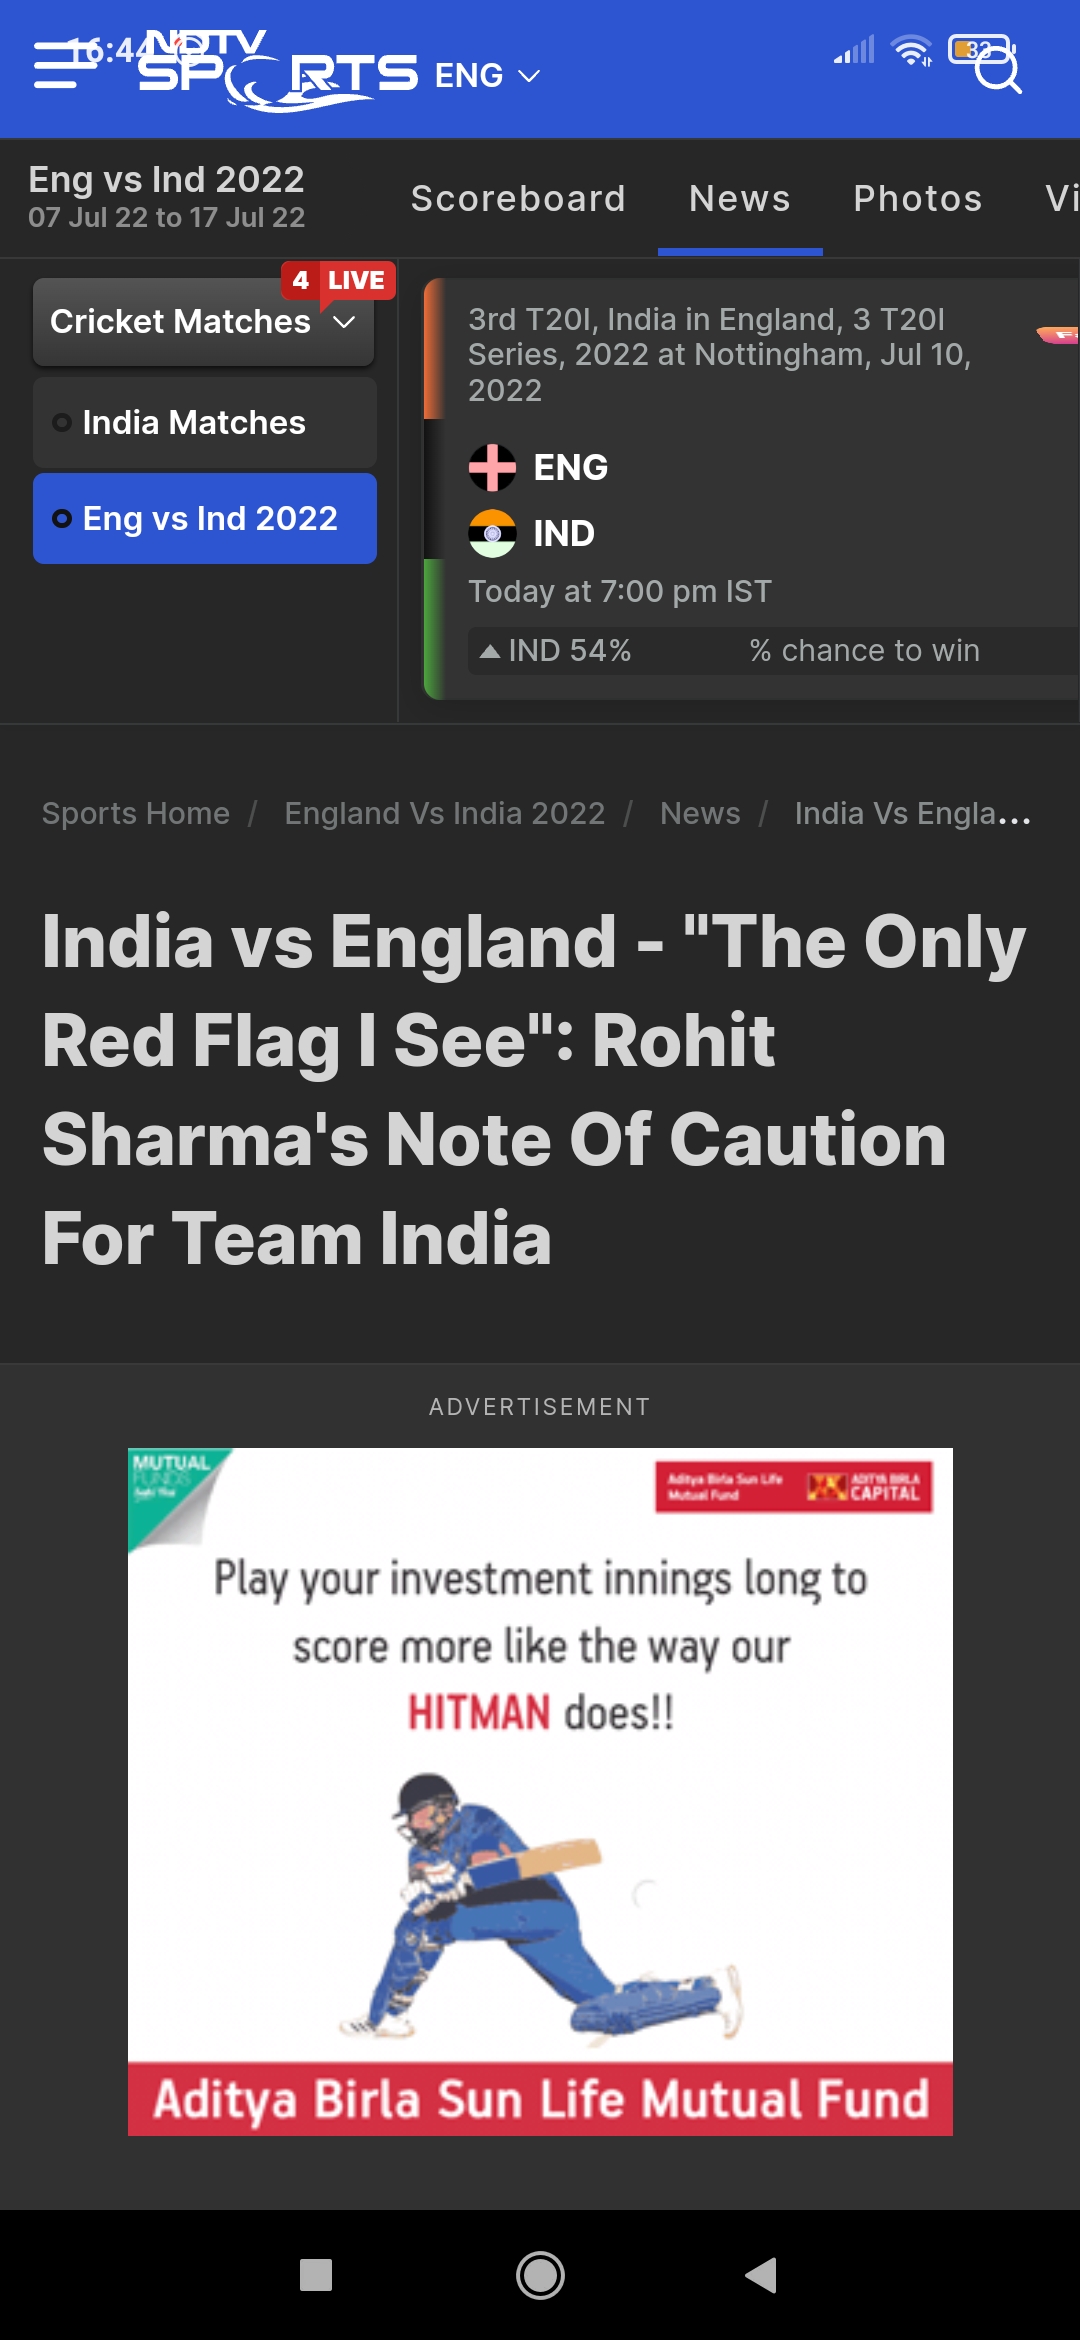 16:44
NDTV
SPORTS
ENG
33
Eng vs Ind 2022
07 Jul 22 to 17 Jul 22
Scoreboard News Photos Vi
4 LIVE
Cricket Matches
India Matches
Eng vs Ind 2022
3rd T20I, India in England, 3 T20I
Series, 2022 at Nottingham, Jul 10,
2022
ENG
IND
Today at 7:00 pm IST
IND 54% % chance to win
Sports Home / England Vs India 2022 / News / India Vs Engla...
India vs England - "The Only
Red Flag I See": Rohit
Sharma's Note Of Caution
For Team India
ADVERTISEMENT
MUTUAL
FUNDS
Sahi Hai
Aditya Birla Sun Life
Mutual Fund
ADITYA BIRLA
CAPITAL
Play your investment innings long to
score more like the way our
HITMAN does!!
Aditya Birla Sun Life Mutual Fund